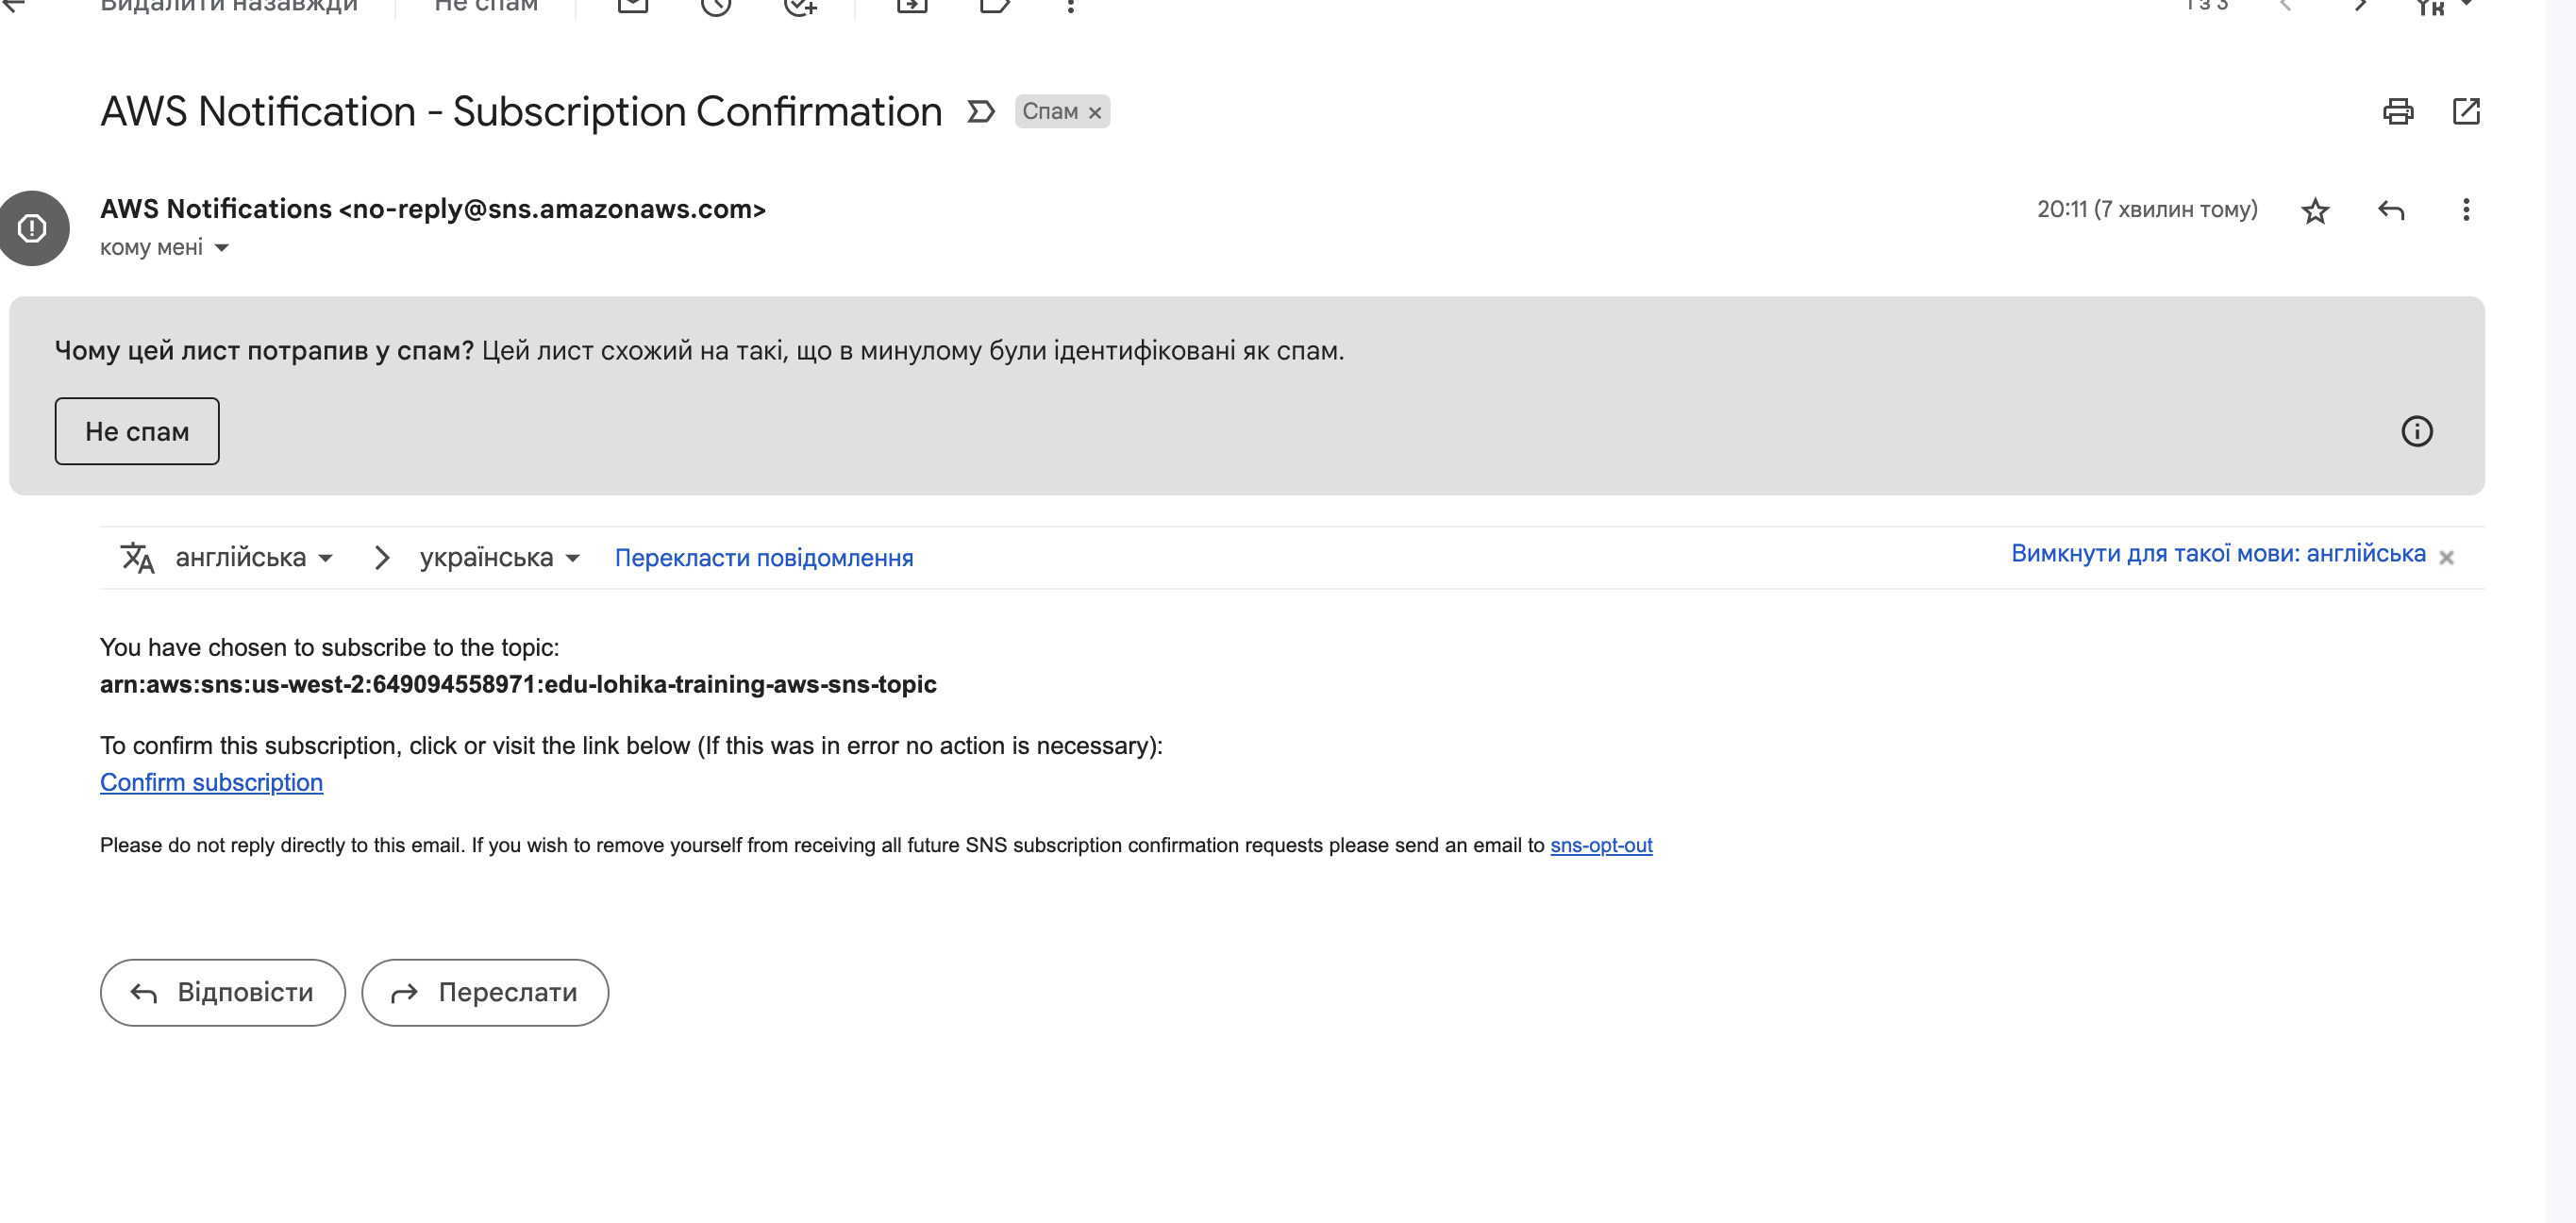 Видалити назавжди Не спам 1 з 3
AWS Notification - Subscription Confirmation Спам ×
AWS Notifications <no-reply@sns.amazonaws.com> 20:11 (7 хвилин тому)
кому мені
Чому цей лист потрапив у спам? Цей лист схожий на такі, що в минулому були ідентифіковані як спам.
Не спам
англійська > українська Перекласти повідомлення Вимкнути для такої мови: англійська ×
You have chosen to subscribe to the topic:
arn:aws:sns:us-west-2:649094558971:edu-lohika-training-aws-sns-topic
To confirm this subscription, click or visit the link below (If this was in error no action is necessary):
Confirm subscription
Please do not reply directly to this email. If you wish to remove yourself from receiving all future SNS subscription confirmation requests please send an email to sns-opt-out
Відповісти Переслати